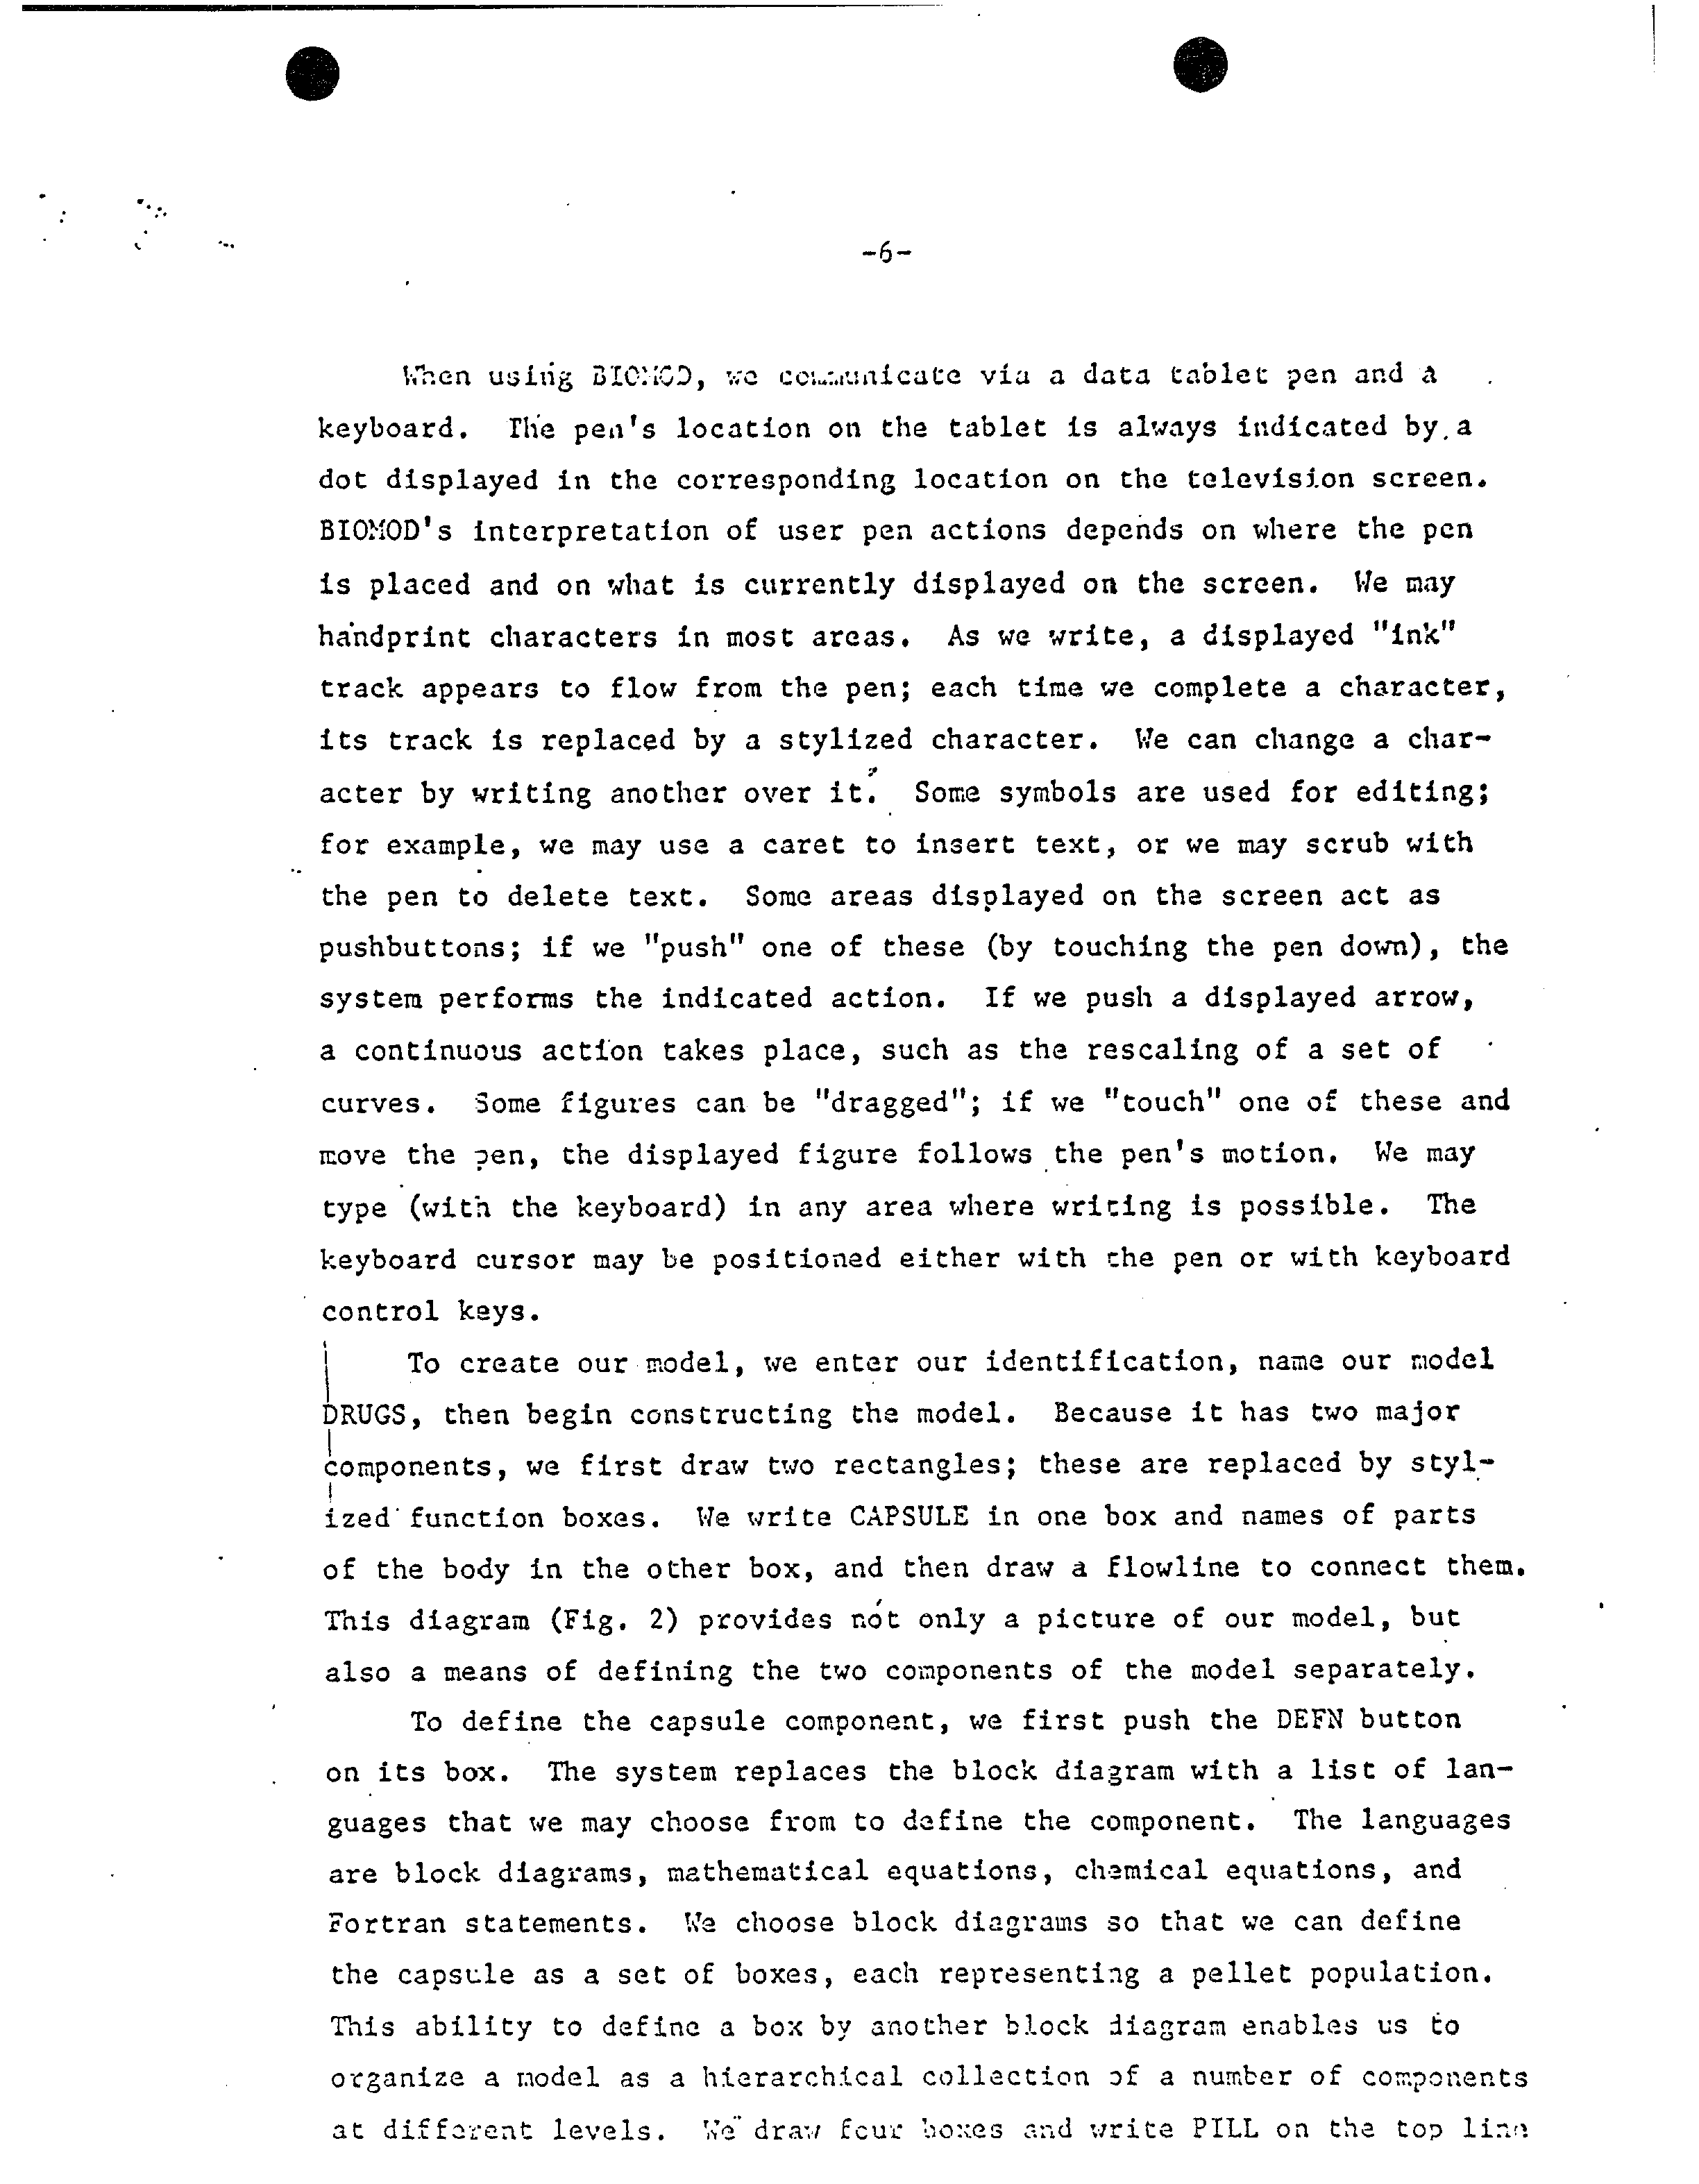 -6-
When using BIOMOD, we communicate via a data tablet pen and a
keyboard. The pen's location on the tablet is always indicated by a
dot displayed in the corresponding location on the television screen.
BIOMOD's interpretation of user pen actions depends on where the pen
is placed and on what is currently displayed on the screen. We may
handprint characters in most areas. As we write, a displayed "ink"
track appears to flow from the pen; each time we complete a character,
its track is replaced by a stylized character. We can change a char-
acter by writing another over it. Some symbols are used for editing;
for example, we may use a caret to insert text, or we may scrub with
the pen to delete text. Some areas displayed on the screen act as
pushbuttons; if we "push" one of these (by touching the pen down), the
system performs the indicated action. If we push a displayed arrow,
a continuous action takes place, such as the rescaling of a set of
curves. Some figures can be "dragged"; if we "touch" one of these and
move the pen, the displayed figure follows the pen's motion. We may
type (with the keyboard) in any area where writing is possible. The
keyboard cursor may be positioned either with the pen or with keyboard
control keys.
To create our model, we enter our identification, name our model
DRUGS, then begin constructing the model. Because it has two major
components, we first draw two rectangles; these are replaced by styl-
ized function boxes. We write CAPSULE in one box and names of parts
of the body in the other box, and then draw a flowline to connect them.
This diagram (Fig. 2) provides not only a picture of our model, but
also a means of defining the two components of the model separately.
To define the capsule component, we first push the DEFN button
on its box. The system replaces the block diagram with a list of lan-
guages that we may choose from to define the component. The languages
are block diagrams, mathematical equations, chemical equations, and
Fortran statements. We choose block diagrams so that we can define
the capsule as a set of boxes, each representing a pellet population.
This ability to define a box by another block diagram enables us to
organize a model as a hierarchical collection of a number of components
at different levels. We draw four boxes and write PILL on the top line